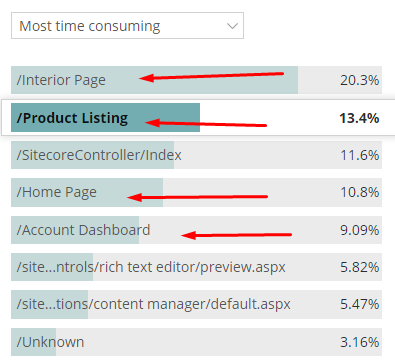 Most time consuming
/Interior Page 20.3%
/Product Listing 13.4%
/SitecoreController/Index 11.6%
/Home Page 10.8%
/Account Dashboard 9.09%
/site...ntrols/rich text editor/preview.aspx 5.82%
/site...tions/content manager/default.aspx 5.47%
/Unknown 3.16%